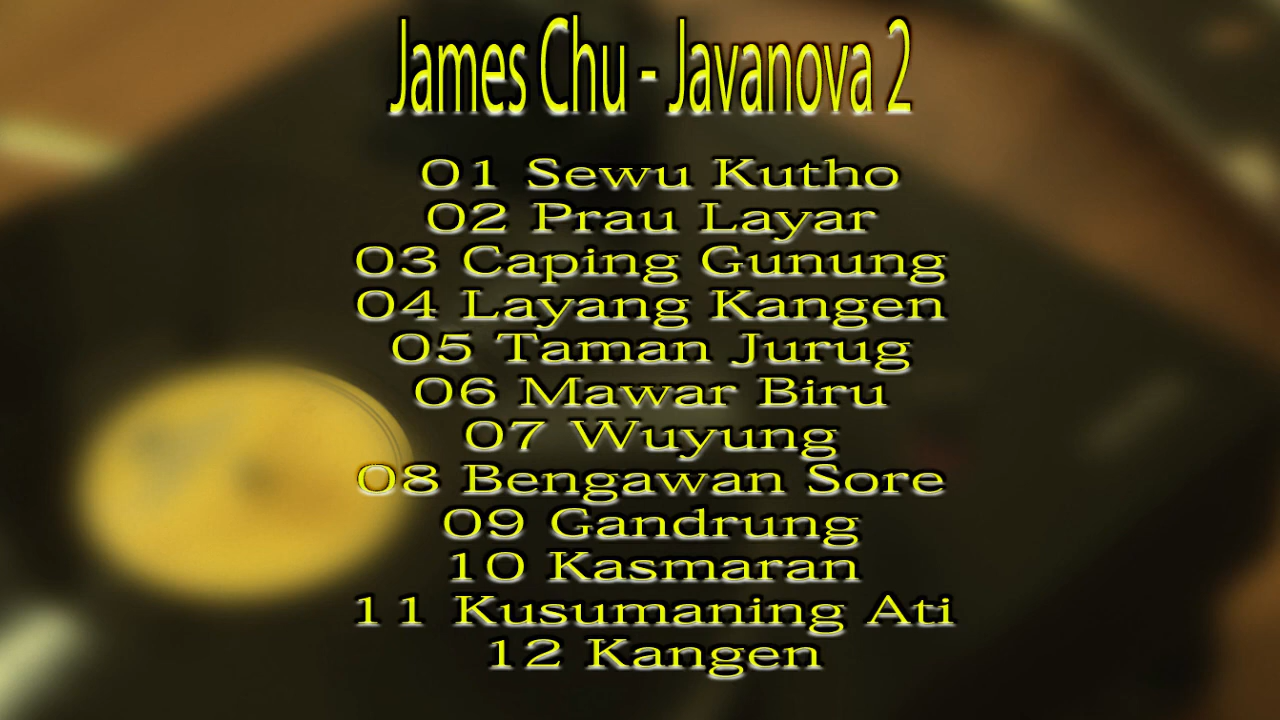 James Chu - Javanova 2
01 Sewu Kutho
02 Prau Layar
03 Caping Gunung
04 Layang Kangen
05 Taman Jurug
06 Mawar Biru
07 Wuyung
08 Bengawan Sore
09 Gandrung
10 Kasmaran
11 Kusumaning Ati
12 Kangen